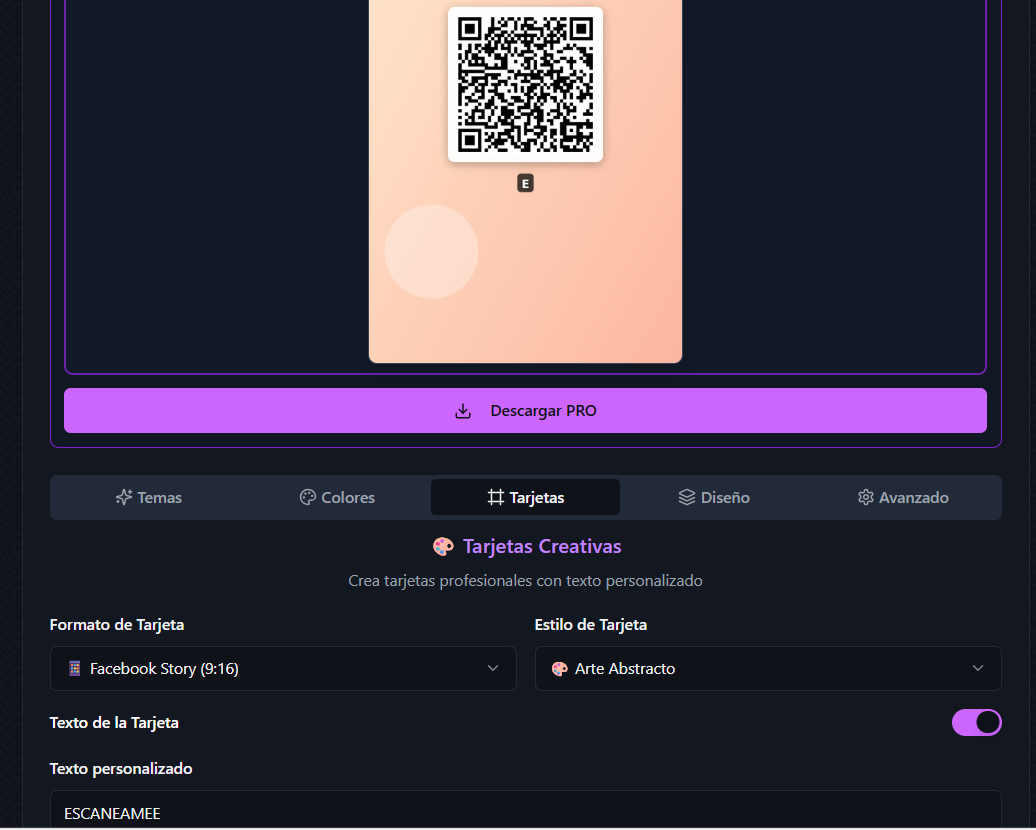 E
Descargar PRO
Temas
Colores
Tarjetas
Diseño
Avanzado
Tarjetas Creativas
Crea tarjetas profesionales con texto personalizado
Formato de Tarjeta
Estilo de Tarjeta
Facebook Story (9:16)
Arte Abstracto
Texto de la Tarjeta
Texto personalizado
ESCANEAMEE